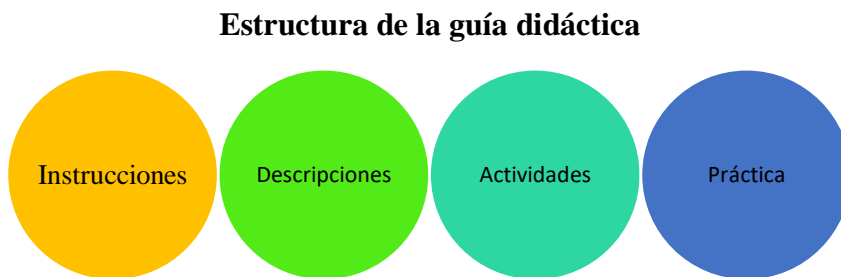 Estructura de la guía didáctica
Instrucciones
Descripciones
Actividades
Práctica